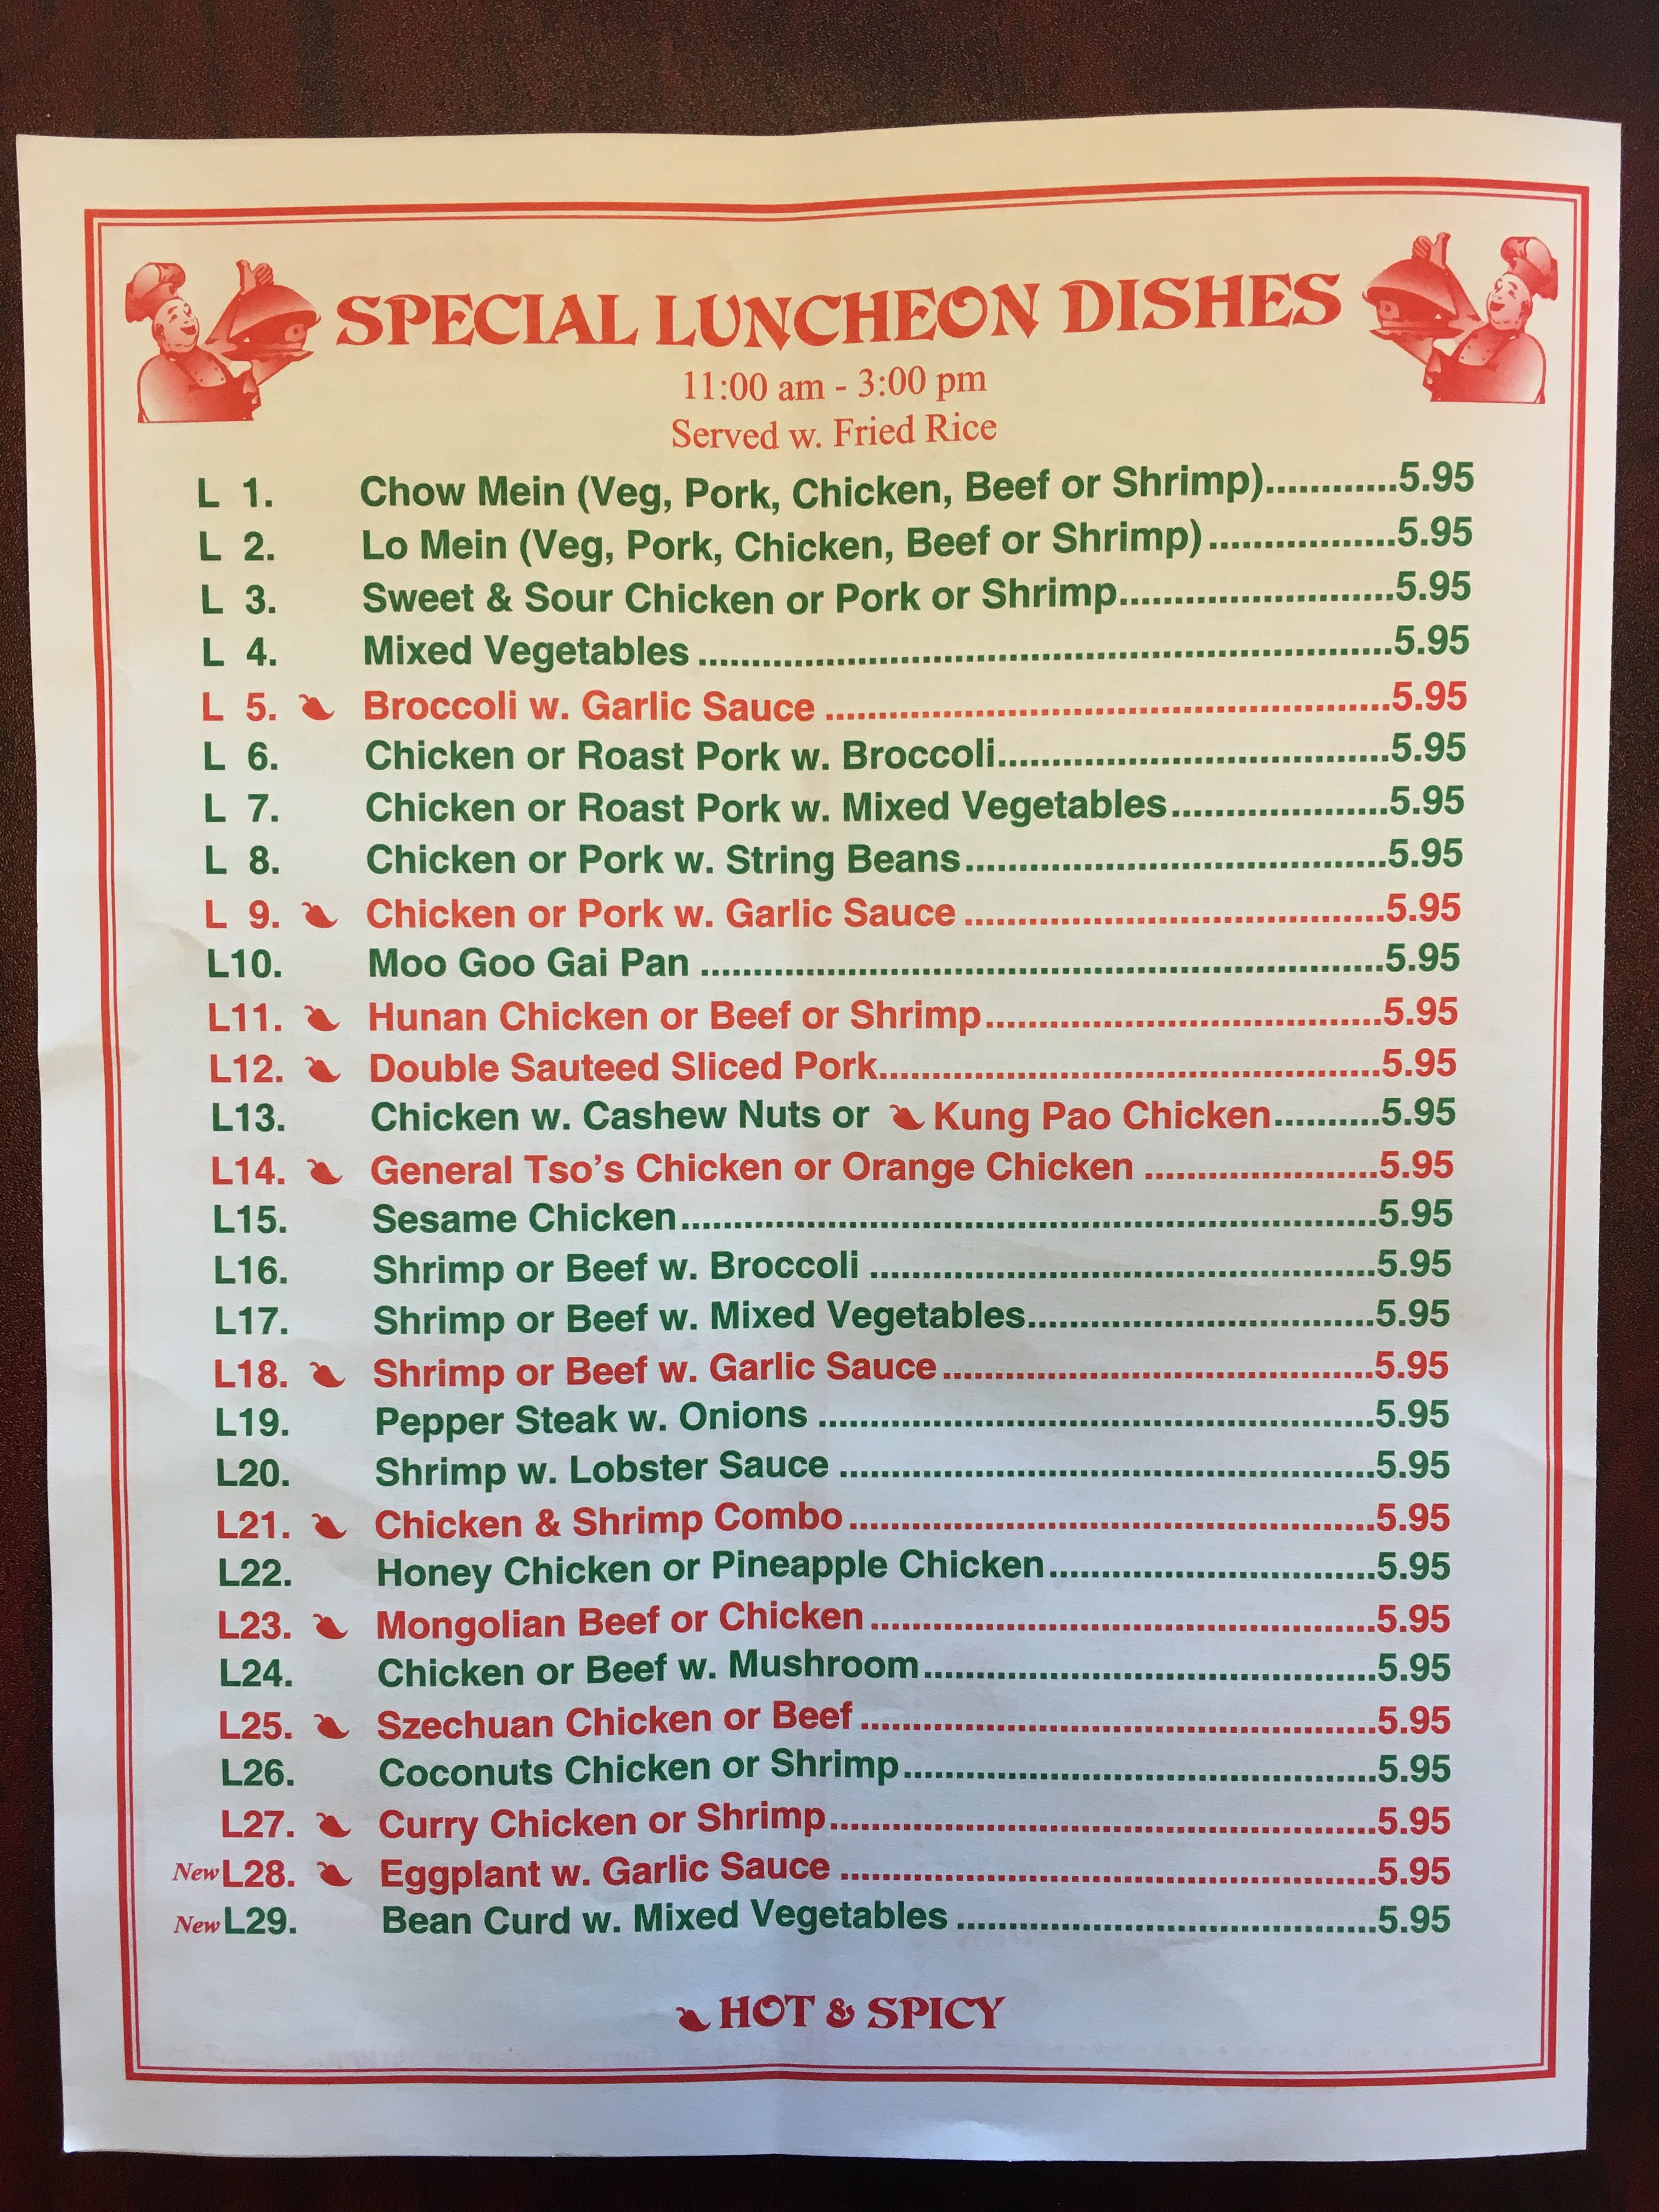 SPECIAL LUNCHEON DISHES
11:00 am - 3:00 pm
Served w. Fried Rice
L 1. Chow Mein (Veg, Pork, Chicken, Beef or Shrimp)............5.95
L 2. Lo Mein (Veg, Pork, Chicken, Beef or Shrimp).................5.95
L 3. Sweet & Sour Chicken or Pork or Shrimp.........................5.95
L 4. Mixed Vegetables ................................................................5.95
L 5. Broccoli w. Garlic Sauce ....................................................5.95
L 6. Chicken or Roast Pork w. Broccoli....................................5.95
L 7. Chicken or Roast Pork w. Mixed Vegetables....................5.95
L 8. Chicken or Pork w. String Beans.......................................5.95
L 9. Chicken or Pork w. Garlic Sauce .......................................5.95
L10. Moo Goo Gai Pan ...............................................................5.95
L11. Hunan Chicken or Beef or Shrimp.....................................5.95
L12. Double Sauteed Sliced Pork..............................................5.95
L13. Chicken w. Cashew Nuts or Kung Pao Chicken..........5.95
L14. General Tso's Chicken or Orange Chicken ......................5.95
L15. Sesame Chicken................................................................5.95
L16. Shrimp or Beef w. Broccoli ...............................................5.95
L17. Shrimp or Beef w. Mixed Vegetables................................5.95
L18. Shrimp or Beef w. Garlic Sauce........................................5.95
L19. Pepper Steak w. Onions ....................................................5.95
L20. Shrimp w. Lobster Sauce ..................................................5.95
L21. Chicken & Shrimp Combo.................................................5.95
L22. Honey Chicken or Pineapple Chicken..............................5.95
L23. Mongolian Beef or Chicken...............................................5.95
L24. Chicken or Beef w. Mushroom..........................................5.95
L25. Szechuan Chicken or Beef................................................5.95
L26. Coconuts Chicken or Shrimp............................................5.95
L27. Curry Chicken or Shrimp...................................................5.95
New L28. Eggplant w. Garlic Sauce ..................................................5.95
New L29. Bean Curd w. Mixed Vegetables .......................................5.95
HOT & SPICY